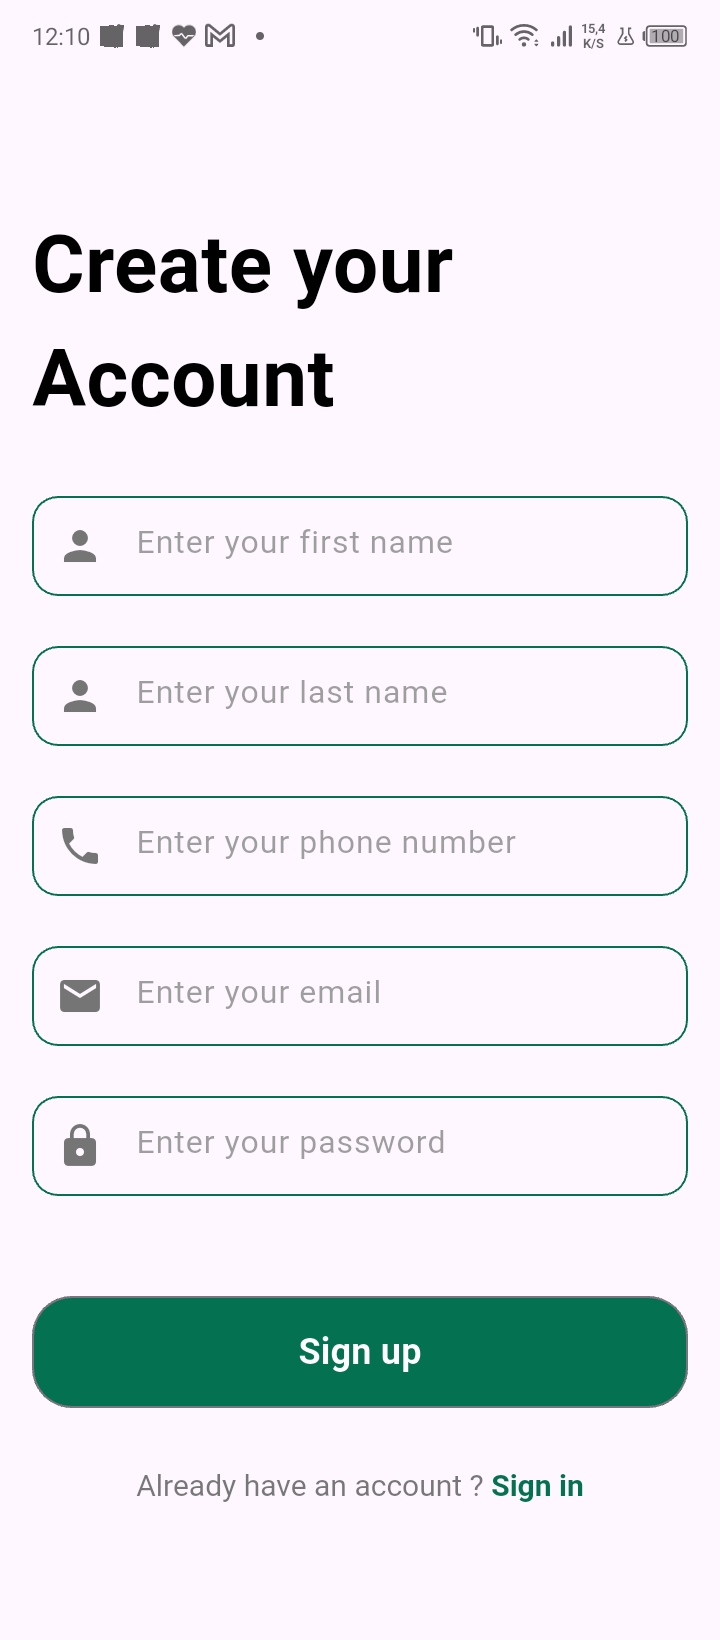 12:10
15,4
K/S
100
Create your
Account
Enter your first name
Enter your last name
Enter your phone number
Enter your email
Enter your password
Sign up
Already have an account ? Sign in